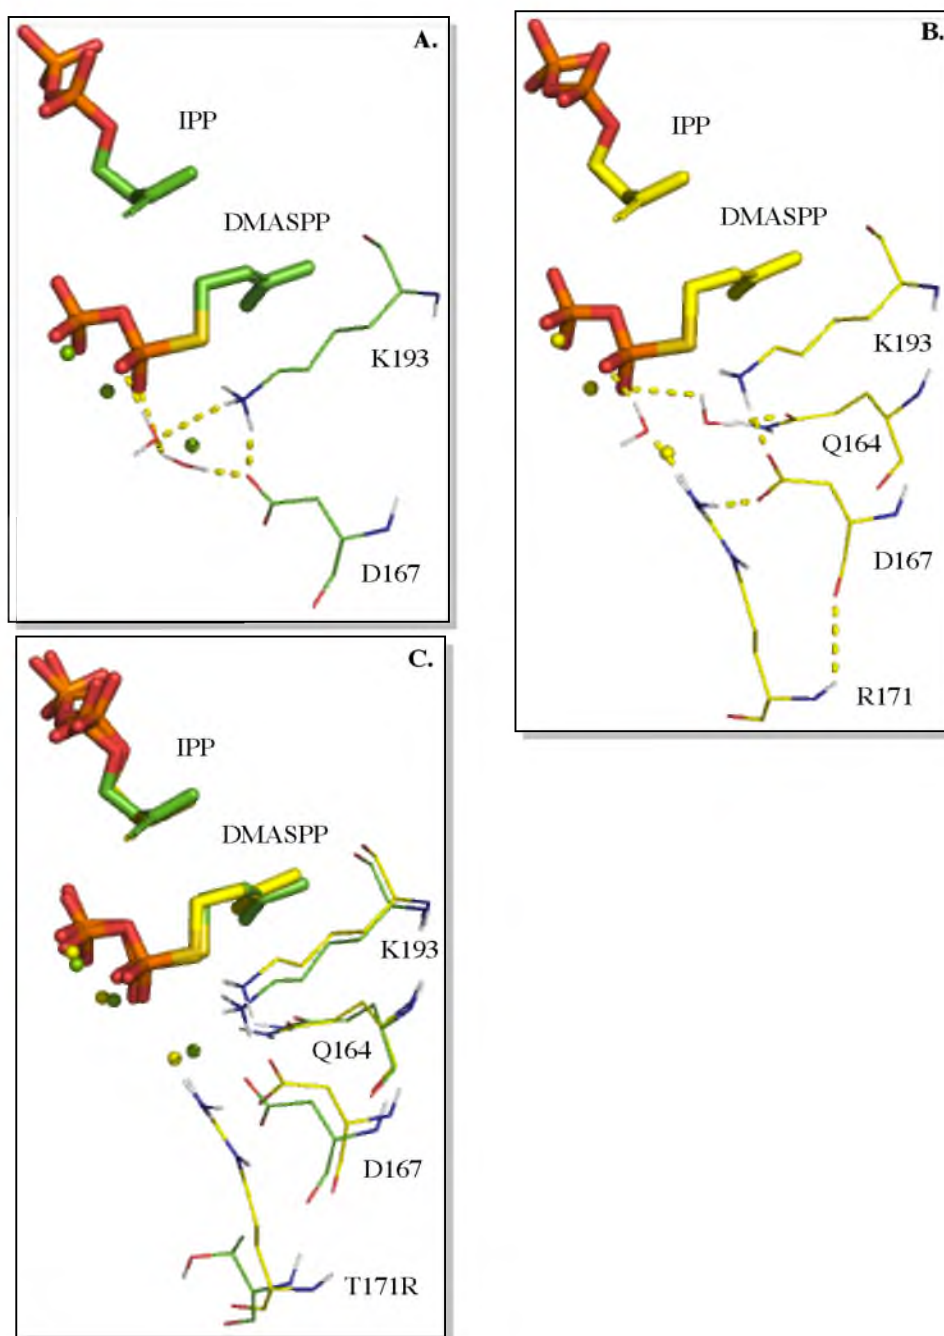 A.
IPP
DMASPP
K193
D167
B.
IPP
DMASPP
K193
Q164
D167
R171
C.
IPP
DMASPP
K193
Q164
D167
T171R